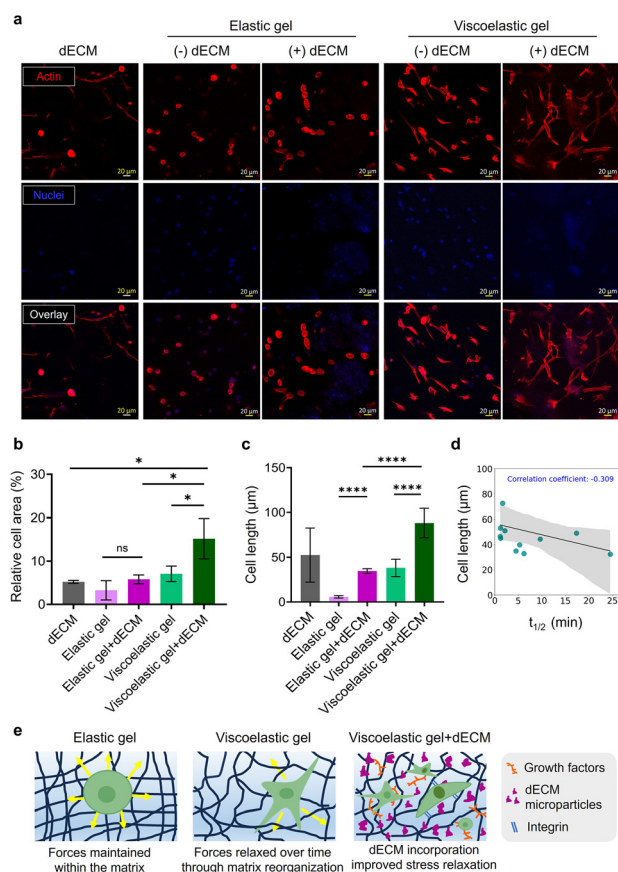 a
Elastic gel
Viscoelastic gel
dECM
(-) dECM
(+) dECM
(-) dECM
(+) dECM
Actin
20 μm
20 μm
20 μm
20 μm
20 μm
Nuclei
20 μm
20 μm
20 μm
20 μm
20 μm
Overlay
20 μm
20 μm
20 μm
20 μm
20 μm
b
Relative cell area (%)
30
20
10
0
*
*
*
ns
dECM
Elastic gel
Elastic gel+dECM
Viscoelastic gel
Viscoelastic gel+dECM
c
Cell length (μm)
150
100
50
0
****
****
****
dECM
Elastic gel
Elastic gel+dECM
Viscoelastic gel
Viscoelastic gel+dECM
d
Correlation coefficient: -0.309
Cell length (μm)
100
80
60
40
20
0
0 5 10 15 20 25
t1/2 (min)
e
Elastic gel
Forces maintained
within the matrix
Viscoelastic gel
Forces relaxed over time
through matrix reorganization
Viscoelastic gel+dECM
dECM incorporation
improved stress relaxation
Growth factors
dECM
microparticles
Integrin